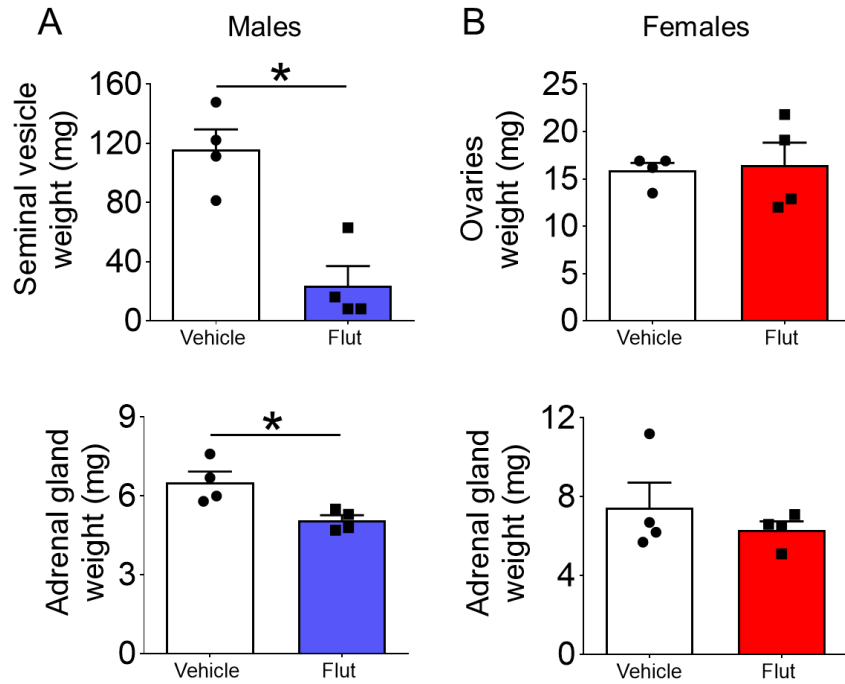 A
Males
B
Females
Seminal vesicle
weight (mg)
160
120
80
40
0
*
Vehicle
Flut
Ovaries
weight (mg)
25
20
15
10
5
0
Vehicle
Flut
Adrenal gland
weight (mg)
9
6
3
0
*
Vehicle
Flut
Adrenal gland
weight (mg)
12
8
4
0
Vehicle
Flut